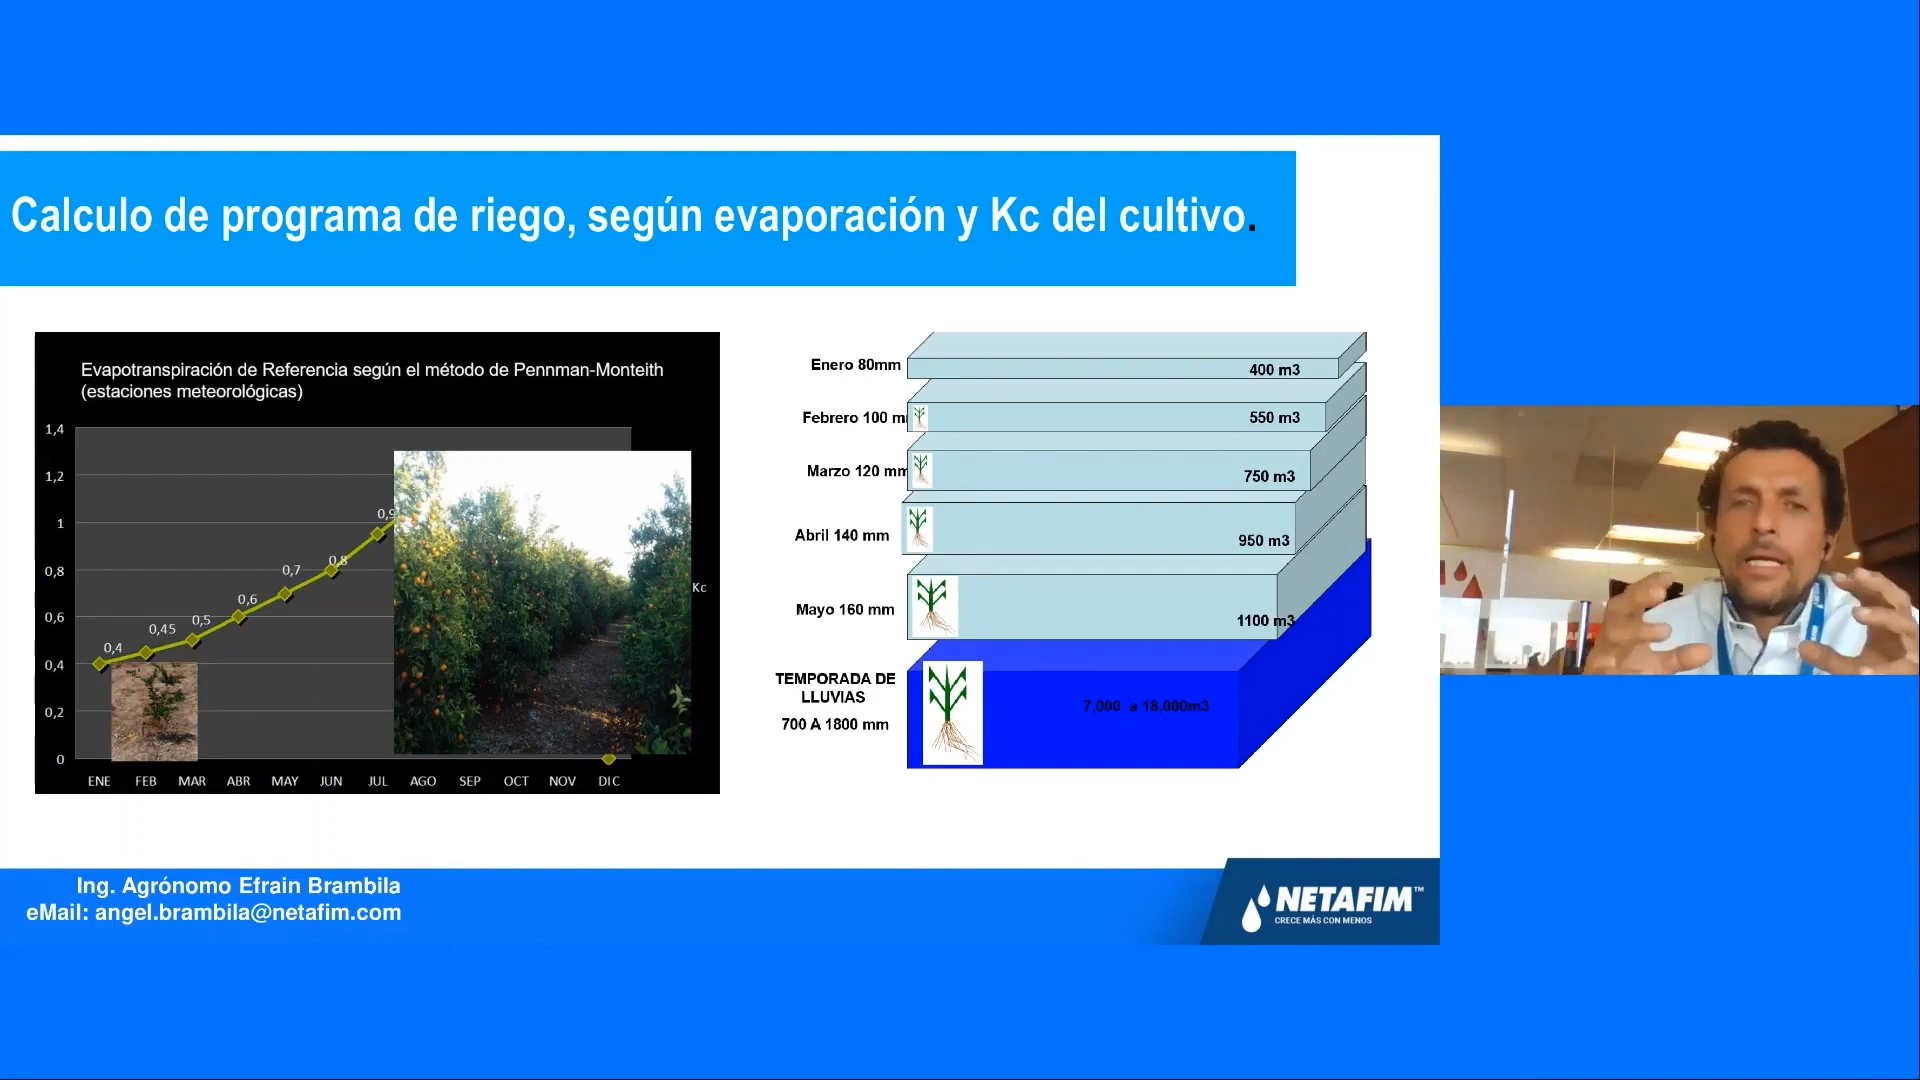 Calculo de programa de riego, según evaporación y Kc del cultivo.
Evapotranspiración de Referencia según el método de Pennman-Monteith
(estaciones meteorológicas)
1,4
1,2
1
0,8
0,6
0,4
0,2
0
0,4
0,45
0,5
0,6
0,7
0,8
0,9
Kc
ENE FEB MAR ABR MAY JUN JUL AGO SEP OCT NOV DIC
Enero 80mm 400 m3
Febrero 100 m 550 m3
Marzo 120 mm 750 m3
Abril 140 mm 950 m3
Mayo 160 mm 1100 m3
TEMPORADA DE
LLUVIAS
700 A 1800 mm
7,000 a 18,000m3
Ing. Agrónomo Efrain Brambila
eMail: angel.brambila@netafim.com
NETAFIM™
CRECE MÁS CON MENOS